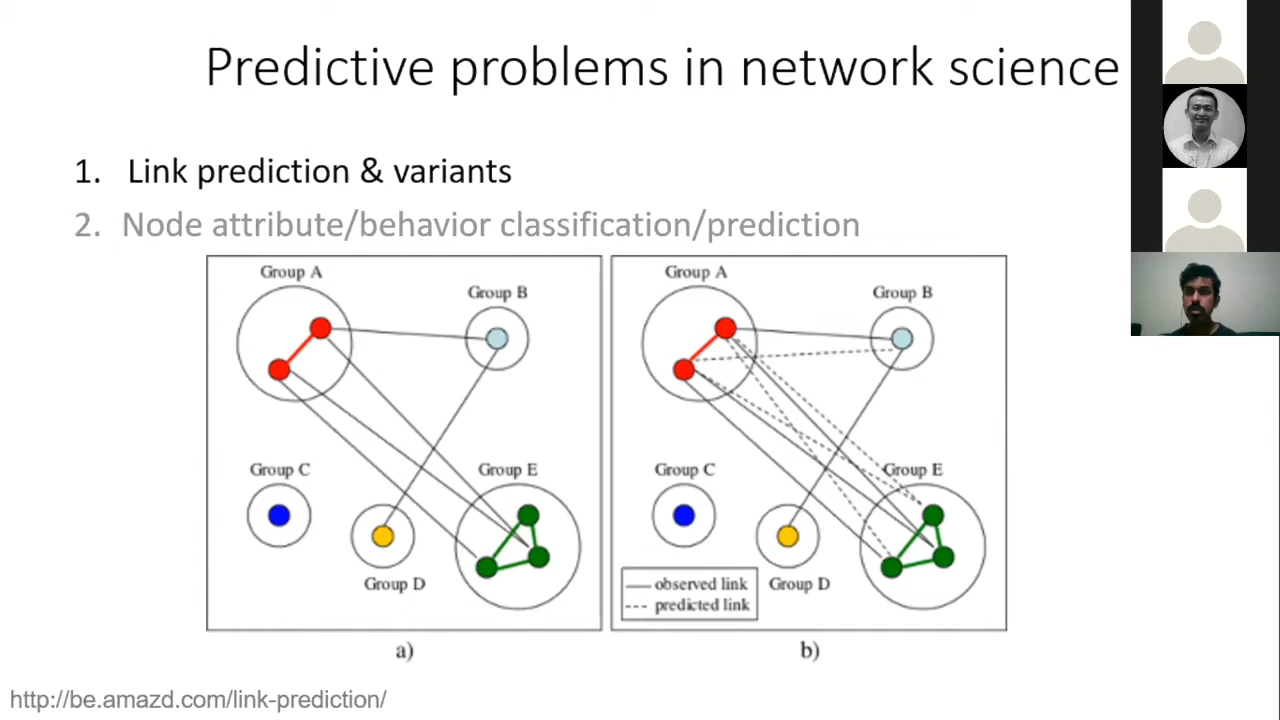 Predictive problems in network science
1. Link prediction & variants
2. Node attribute/behavior classification/prediction
Group A
Group B
Group C
Group D
Group E
a)
Group A
Group B
Group C
Group D
Group E
observed link
predicted link
b)
http://be.amazd.com/link-prediction/